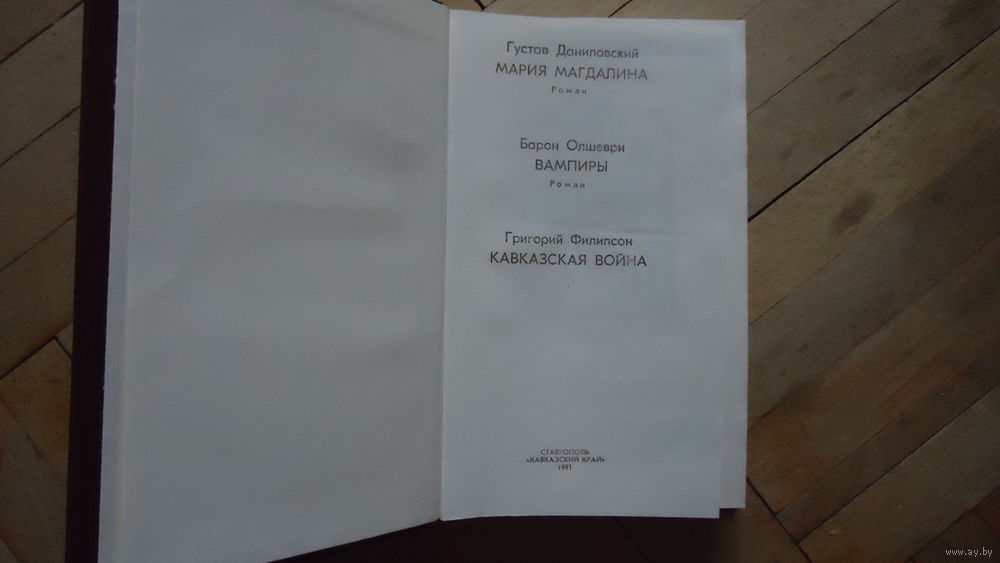 Густав Даниловский
МАРИЯ МАГДАЛИНА
Роман
Барон Олшеври
ВАМПИРЫ
Роман
Григорий Филипсон
КАВКАЗСКАЯ ВОЙНА
СТАВРОПОЛЬ
«КАВКАЗСКИЙ КРАЙ»
1991
www.ay.by